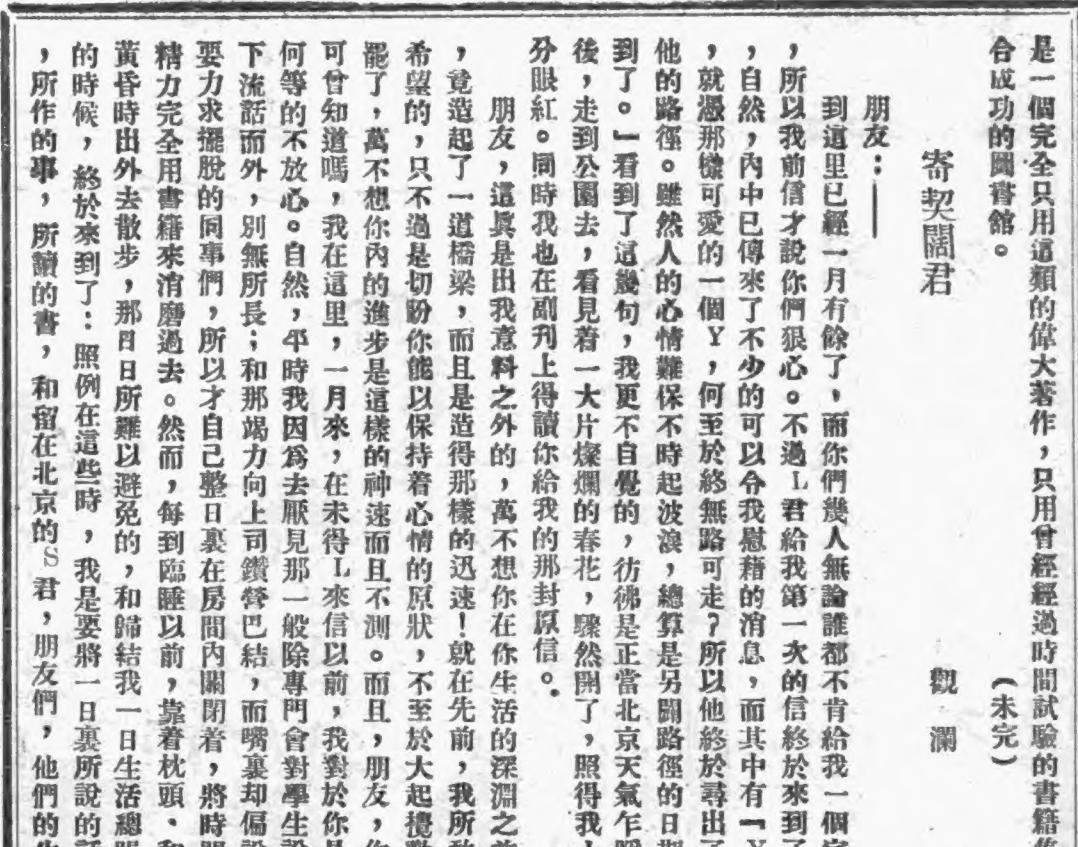 是一個完全只用這類的偉大著作，只用曾經經過時間試驗的書籍
合成功的圖書館。
（未完）
寄契闊君
觀瀾
朋友：——
到這里已經一月有餘了，而你們幾人無論誰都不肯給我一個
，所以我前信才說你們狠心。不過L君給我第一次的信終於來到了
，自然，內中已傳來了不少的可以令我慰藉的消息，而其中有「Y
，就憑那樣可愛的一個Y，何至於終無路可走？所以他終於尋出了
他的路徑。雖然人的心情難保不時起波浪，總算是另闢路徑的日期
到了。」看到了這幾句，我更不自覺的，彷彿是正當北京天氣乍暖
後，走到公園去，看見着一大片燦爛的春花，驟然開了，照得我
分眼紅。同時我也在副刊上得讀你給我的那封原信。
朋友，這眞是出我意料之外的，萬不想你在你生活的深淵之
，竟造起了一道橋梁，而且是造得那樣的迅速！就在先前，我所
希望的，只不過是切盼你能以保持着心情的原狀，不至於大起攪動
罷了，萬不想你內的進步是這樣的神速而且不測。而且，朋友，你
可曾知道嗎，我在這里，一月來，在未得L來信以前，我對於你是
何等的不放心。自然，平時我因爲去厭見那一般除專門會對學生說
下流話而外，別無所長；和那竭力向上司鑽營巴結，而嘴裏却偏說
要力求擺脫的同事們，所以才自己整日裏在房間內關閉着，將時間
精力完全用書籍來消磨過去。然而，每到臨睡以前，靠着枕頭、和
黃昏時出外去散步，那日日所難以避免的，和歸結我一日生活總賬
的時候，終於來到了：照例在這些時，我是要將一日裏所說的話
，所作的事，所讀的書，和留在北京的S君，朋友們，他們的